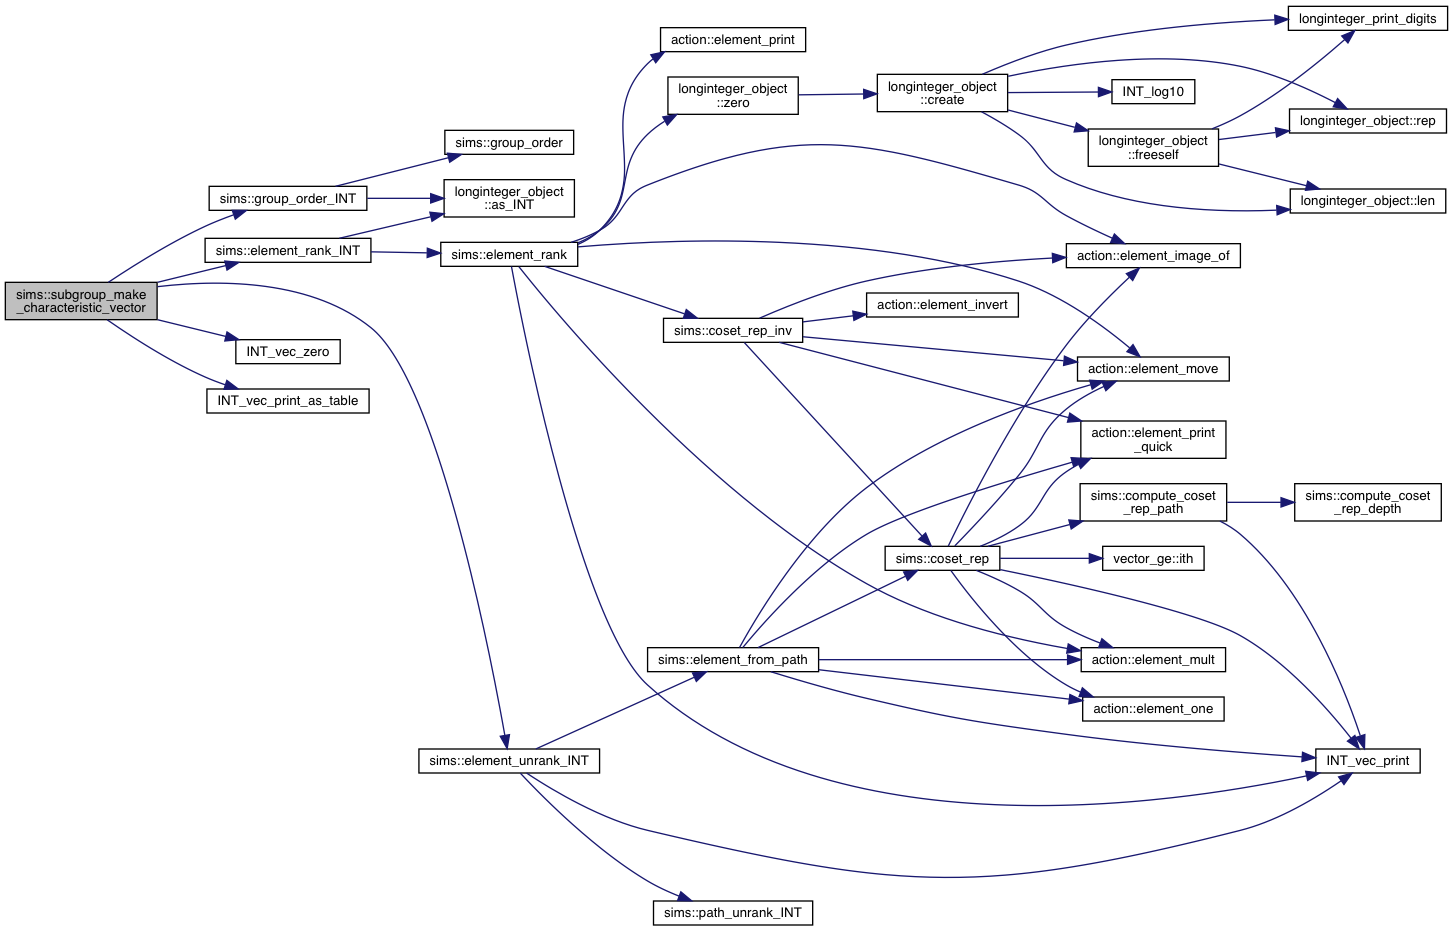 sims::subgroup_make
_characteristic_vector
sims::group_order_INT
sims::element_rank_INT
INT_vec_zero
INT_vec_print_as_table
sims::group_order
longinteger_object
::as_INT
sims::element_rank
sims::element_unrank_INT
action::element_print
longinteger_object
::zero
sims::coset_rep_inv
sims::element_from_path
sims::path_unrank_INT
longinteger_object
::create
action::element_invert
sims::coset_rep
INT_log10
longinteger_object
::freeself
action::element_image_of
action::element_move
action::element_print
_quick
sims::compute_coset
_rep_path
vector_ge::ith
action::element_mult
action::element_one
longinteger_print_digits
longinteger_object::rep
longinteger_object::len
sims::compute_coset
_rep_depth
INT_vec_print